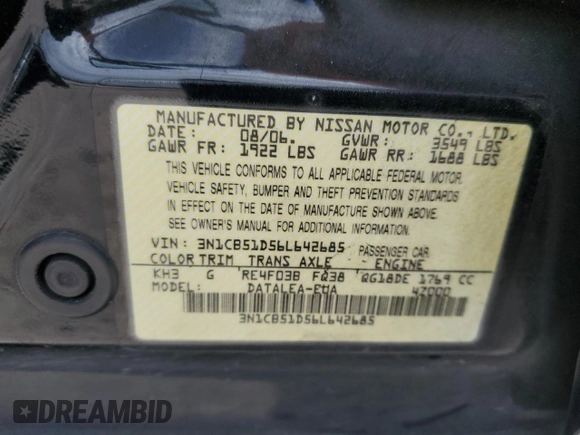 MANUFACTURED BY NISSAN MOTOR CO., LTD.
DATE: 08/06. GVWR: 3549 LBS
GAWR FR: 1922 LBS GAWR RR: 1688 LBS
THIS VEHICLE CONFORMS TO ALL APPLICABLE FEDERAL MOTOR
VEHICLE SAFETY, BUMPER AND THEFT PREVENTION STANDARDS
IN EFFECT ON THE DATE OF MANUFACTURE SHOWN ABOVE.
SEE OWNER'S MANUAL FOR ADDITIONAL INFORMATION.
VIN: 3N1CB51D56L642685 PASSENGER CAR
COLOR TRIM TRANS AXLE ENGINE
KH3 G RE4F03B FQ38 QG18DE 1769 CC
MODEL: DATALEA-EMA 4Z000
3N1CB51D56L642685
DREAMBID